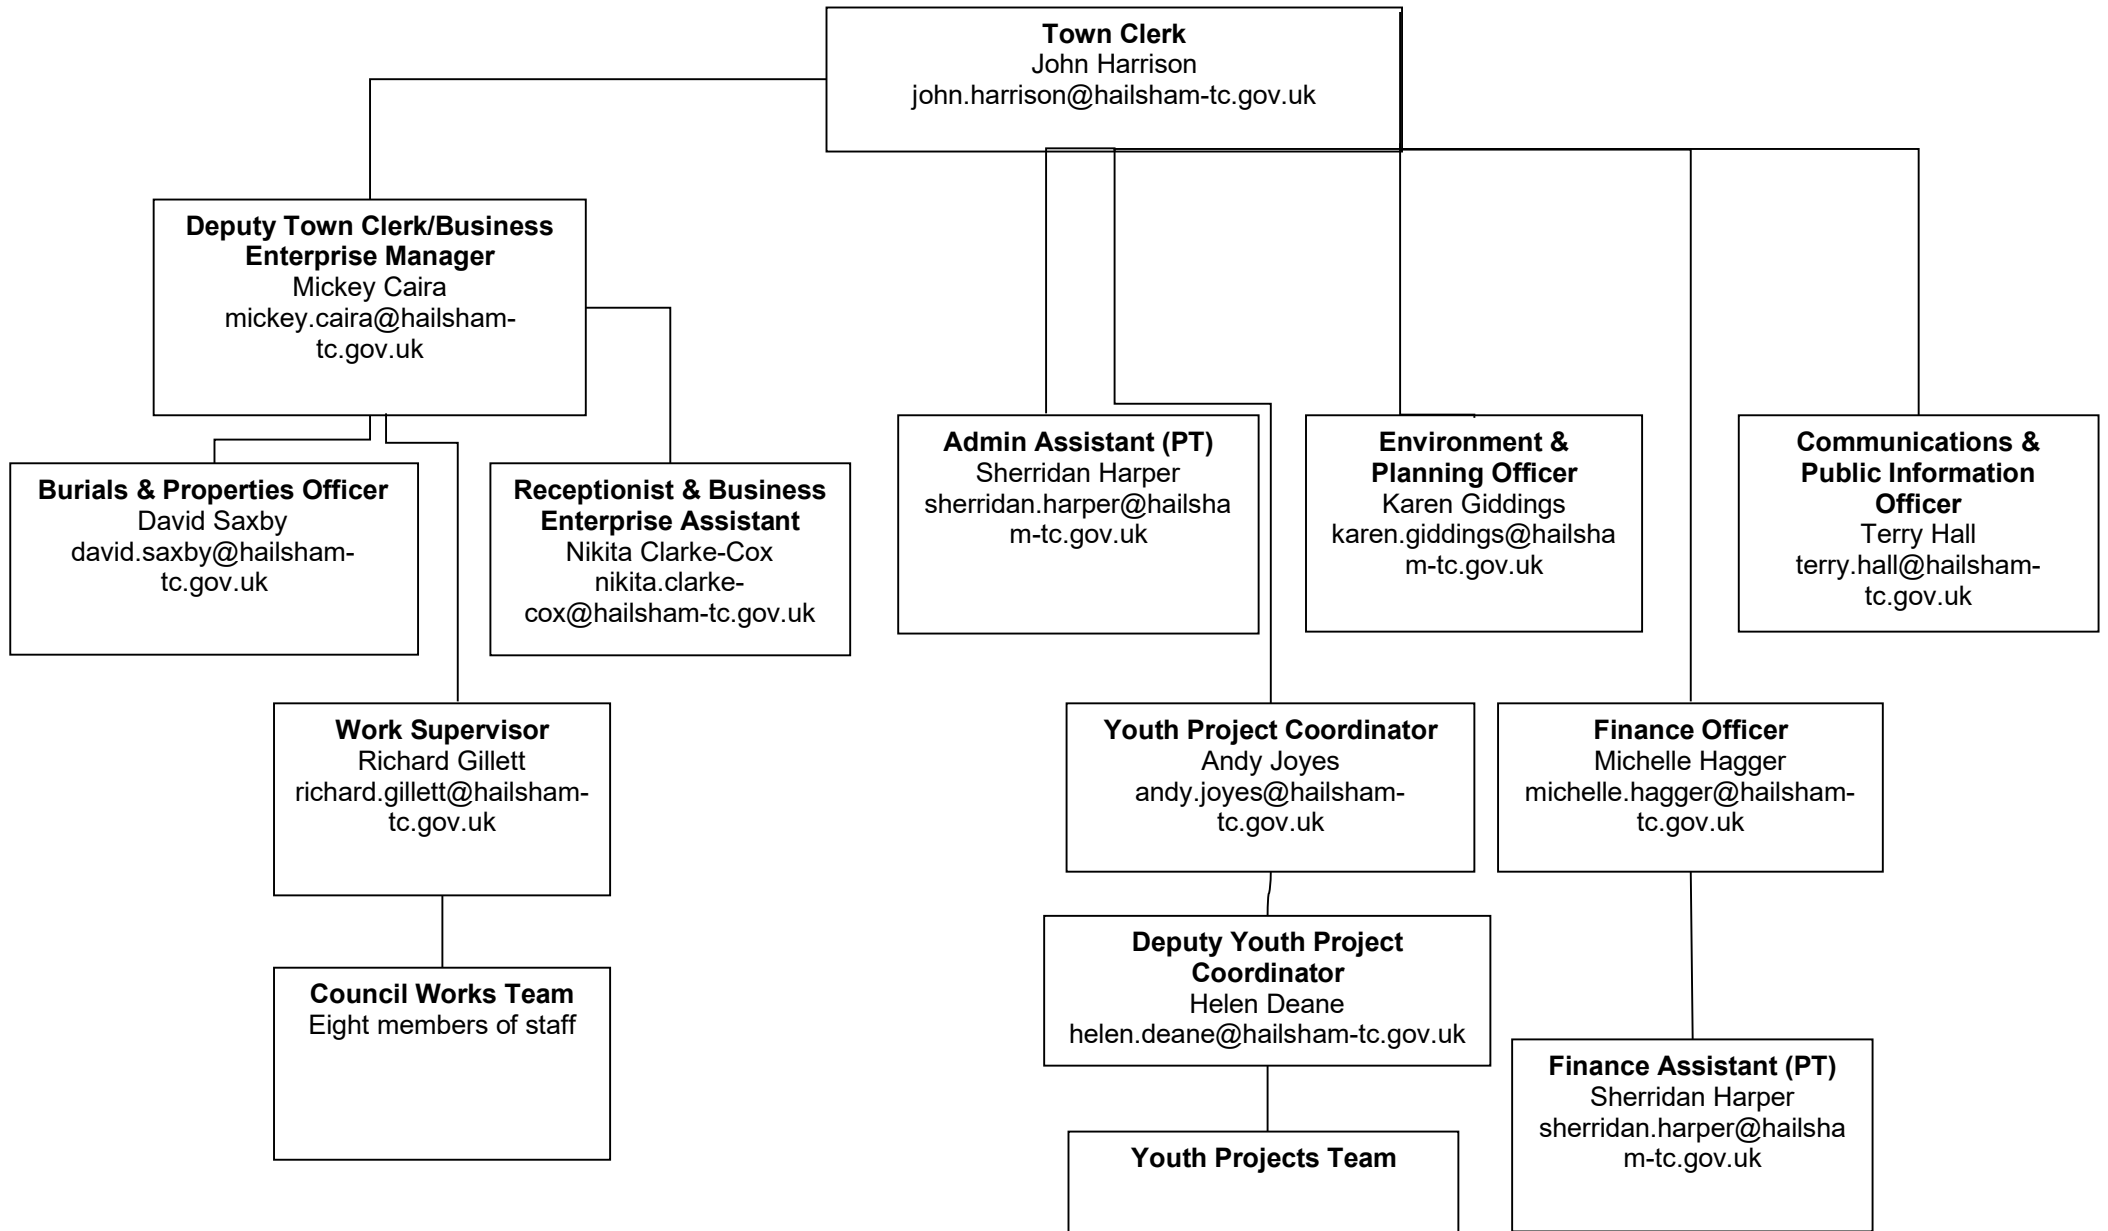 Town Clerk
John Harrison
john.harrison@hailsham-tc.gov.uk
Deputy Town Clerk/Business
Enterprise Manager
Mickey Caira
mickey.caira@hailsham-
tc.gov.uk
Burials & Properties Officer
David Saxby
david.saxby@hailsham-
tc.gov.uk
Receptionist & Business
Enterprise Assistant
Nikita Clarke-Cox
nikita.clarke-
cox@hailsham-tc.gov.uk
Admin Assistant (PT)
Sherridan Harper
sherridan.harper@hailsha
m-tc.gov.uk
Environment &
Planning Officer
Karen Giddings
karen.giddings@hailsha
m-tc.gov.uk
Communications &
Public Information
Officer
Terry Hall
terry.hall@hailsham-
tc.gov.uk
Work Supervisor
Richard Gillett
richard.gillett@hailsham-
tc.gov.uk
Youth Project Coordinator
Andy Joyes
andy.joyes@hailsham-
tc.gov.uk
Finance Officer
Michelle Hagger
michelle.hagger@hailsham-
tc.gov.uk
Council Works Team
Eight members of staff
Deputy Youth Project
Coordinator
Helen Deane
helen.deane@hailsham-tc.gov.uk
Finance Assistant (PT)
Sherridan Harper
sherridan.harper@hailsha
m-tc.gov.uk
Youth Projects Team